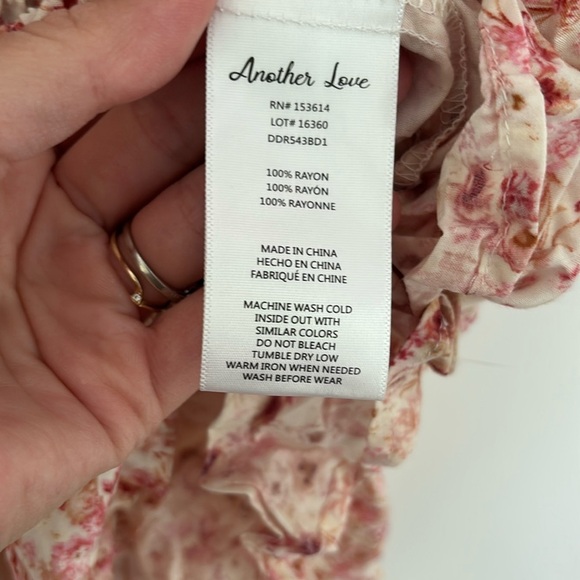 Another Love
RN# 153614
LOT# 16360
DDR543BD1
100% RAYON
100% RAYÓN
100% RAYONNE
MADE IN CHINA
HECHO EN CHINA
FABRIQUÉ EN CHINE
MACHINE WASH COLD
INSIDE OUT WITH
SIMILAR COLORS
DO NOT BLEACH
TUMBLE DRY LOW
WARM IRON WHEN NEEDED
WASH BEFORE WEAR